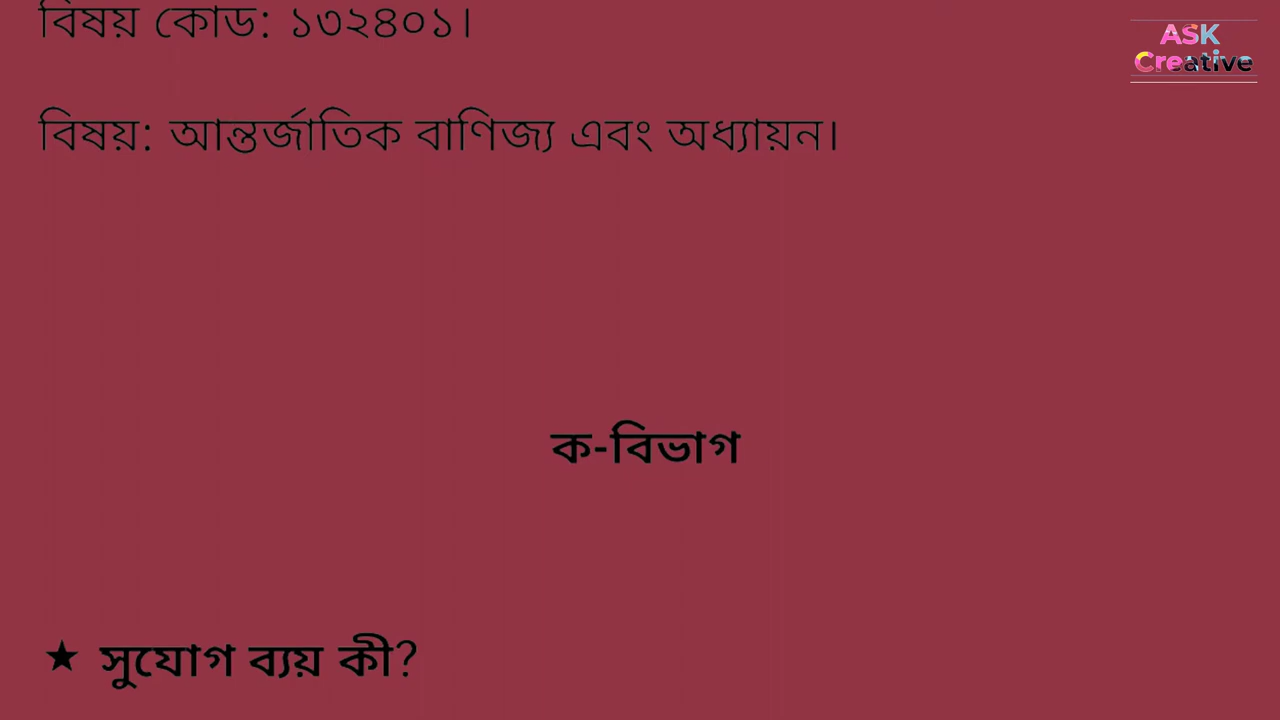 বিষয় কোড: ১৩২৪০১।
ASK
Creative
বিষয়: আন্তর্জাতিক বাণিজ্য এবং অধ্যায়ন।
ক-বিভাগ
★ সুযোগ ব্যয় কী?